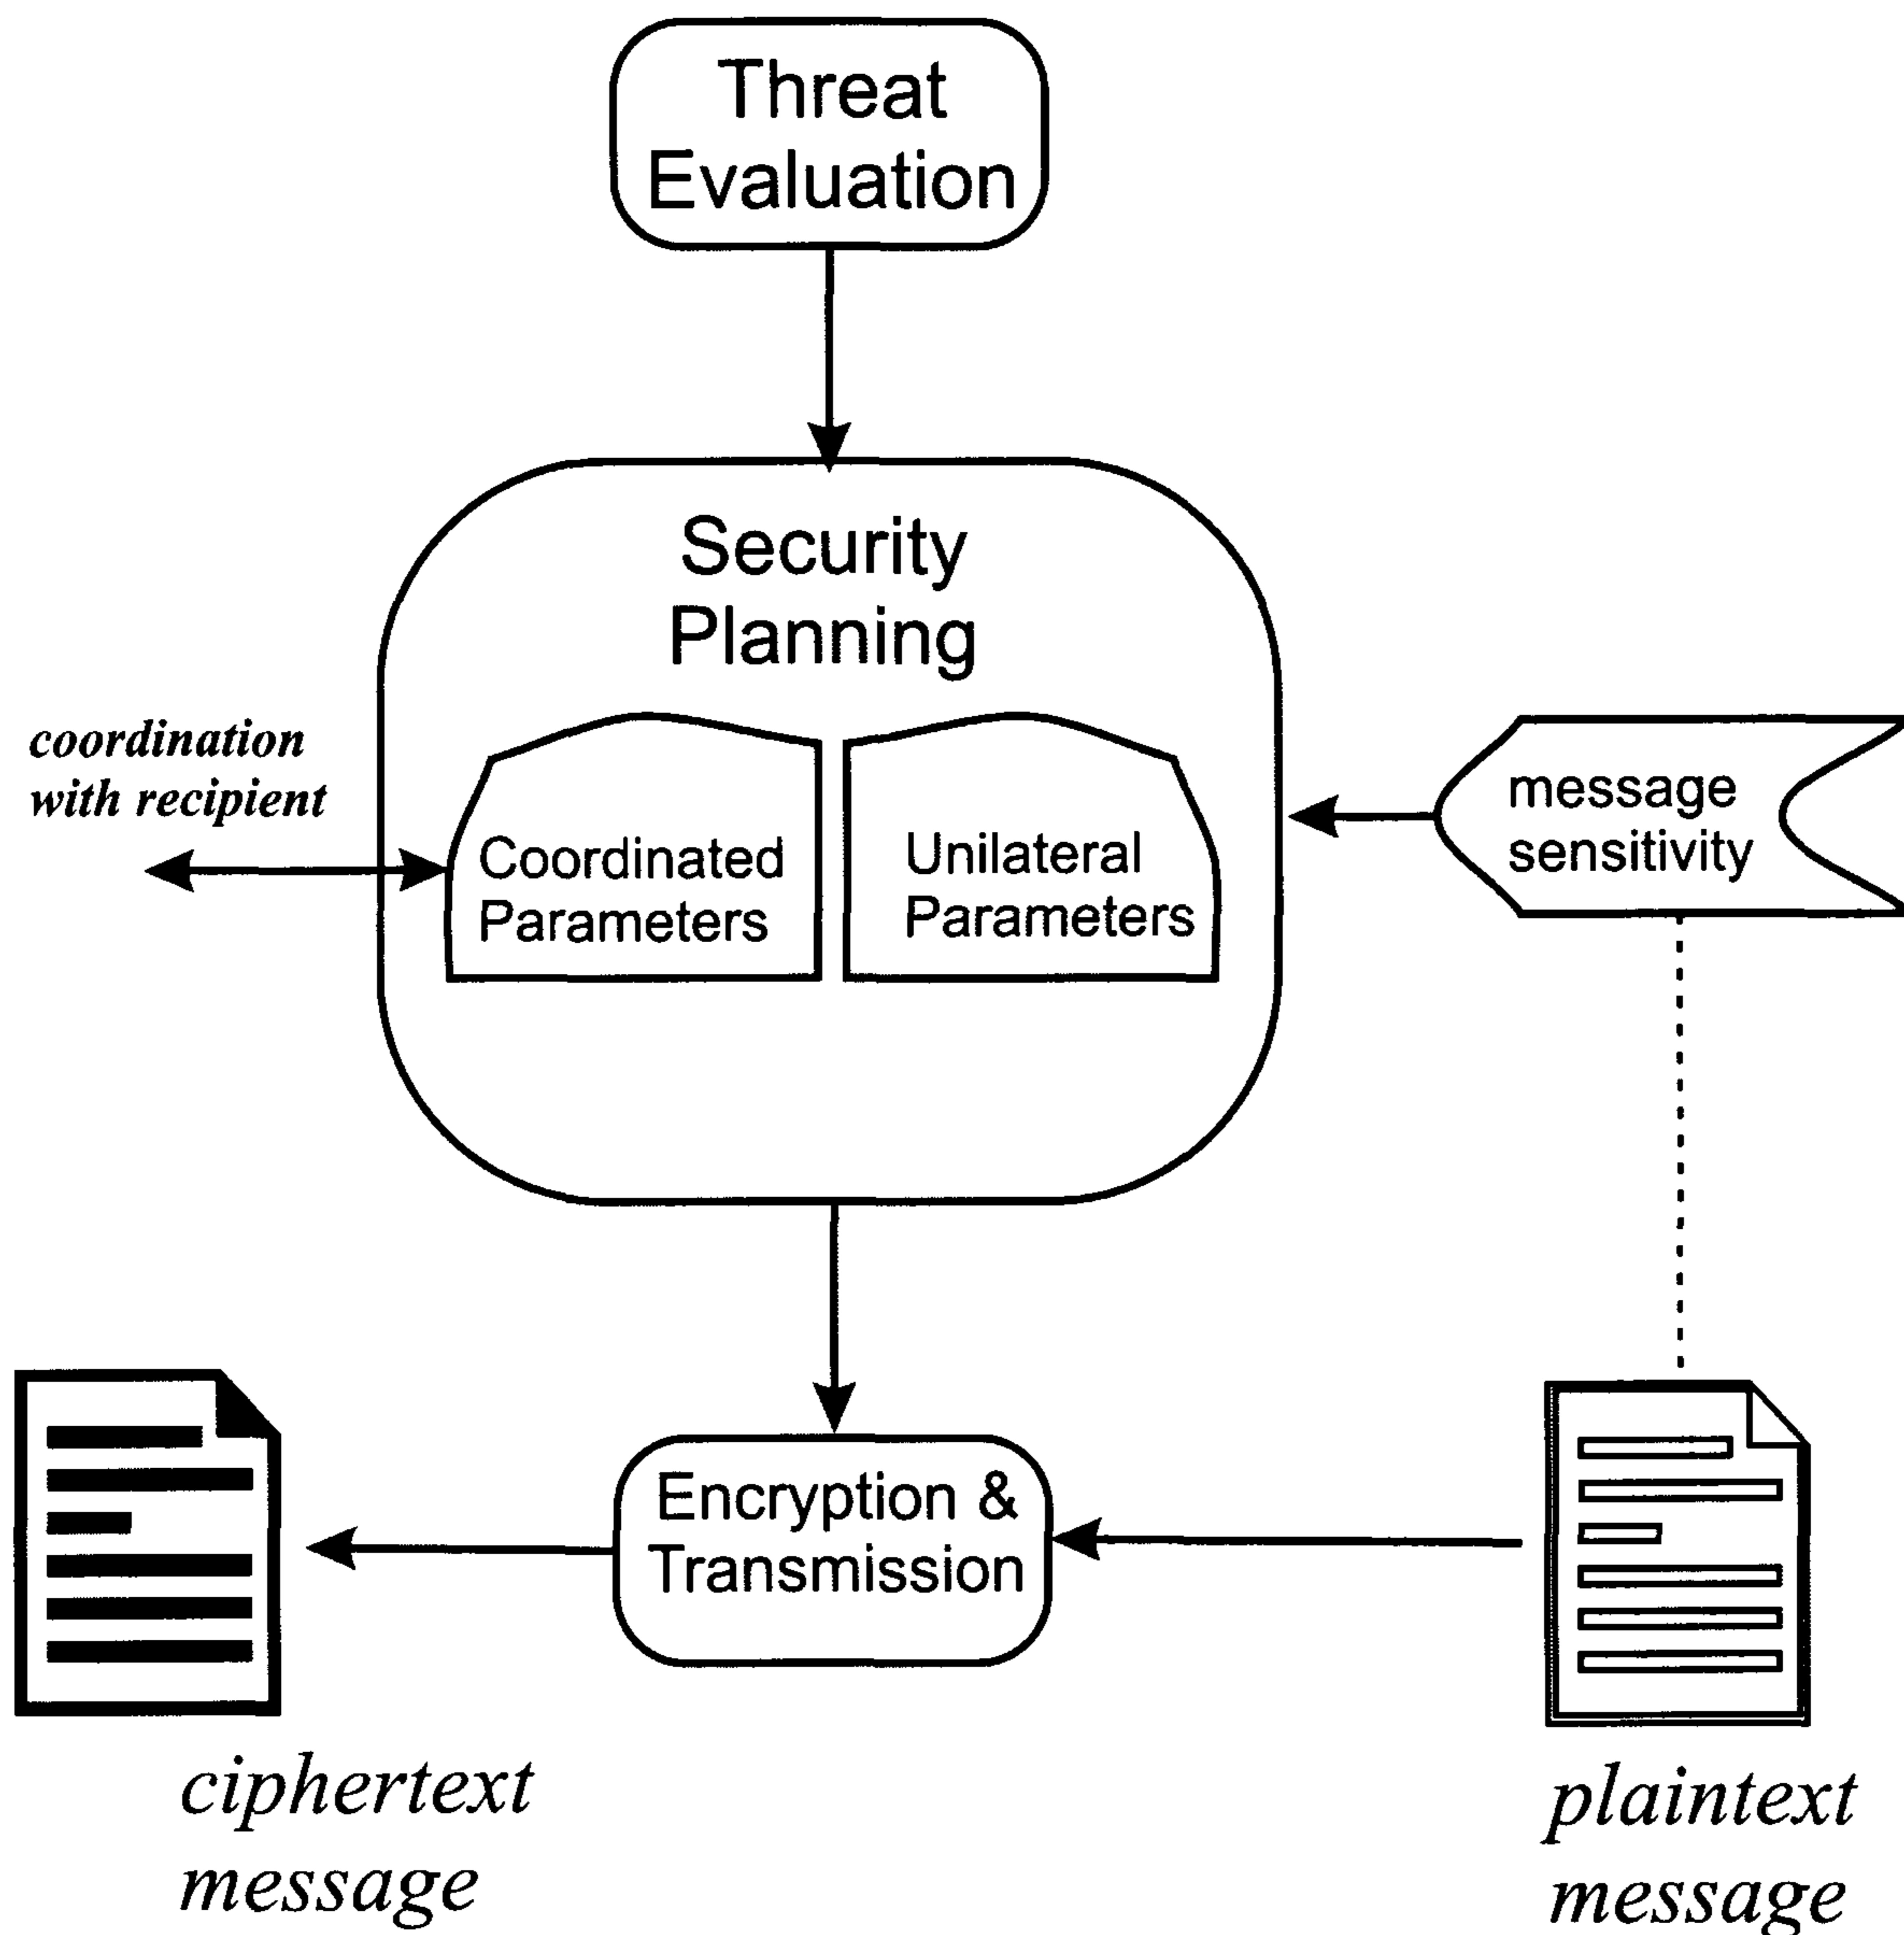 Threat
Evaluation
Security
Planning
coordination
with recipient
Coordinated
Parameters
Unilateral
Parameters
message
sensitivity
Encryption &
Transmission
ciphertext
message
plaintext
message